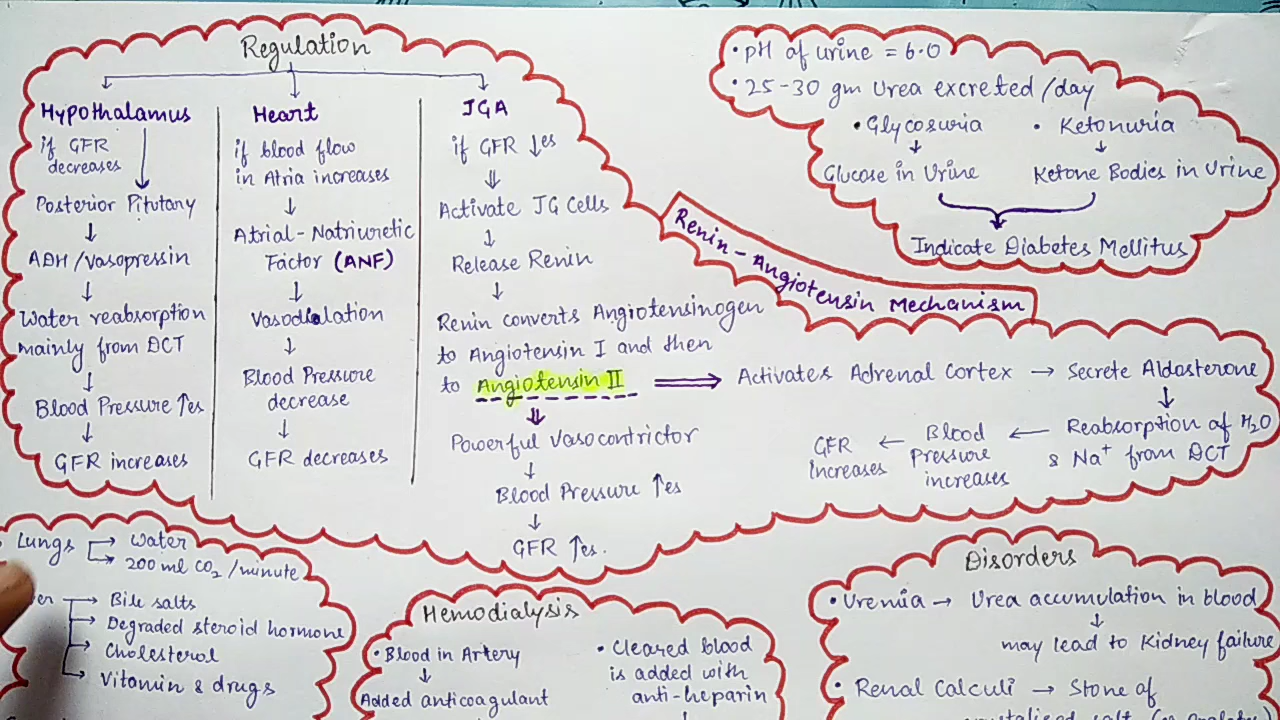 Regulation
Hypothalamus
if GFR
decreases
Posterior Pitutary
↓
ADH/vasopressin
↓
Water reabsorption
mainly from DCT
↓
Blood Pressure ↑es
↓
GFR increases
Heart
if blood flow
in Atria increases
↓
Atrial-Natriuretic
Factor (ANF)
↓
Vasodialation
↓
Blood Pressure
decrease
↓
GFR decreases
JGA
if GFR ↓es
⇓
Activate JG Cells
↓
Release Renin
↓
Renin converts Angiotensinogen
to Angiotensin I and then
to Angiotensin II ⇒ Activates Adrenal Cortex → Secrete Aldosterone
⇓
Powerful Vasocontrictor
↓
Blood Pressure ↑es
↓
GFR ↑es.
↓
Reabsorption of H₂O
& Na⁺ from DCT
← Blood
Pressure
increases
← GFR
Increases
Renin-Angiotensin Mechanism
• pH of urine = 6.0
• 25-30 gm Urea excreted/day
• Glycosuria
↓
Glucose in Urine
• Ketonuria
↓
Ketone Bodies in Urine
Indicate Diabetes Mellitus
Lungs → Water
→ 200 ml CO₂/minute
→ Bile salts
→ Degraded steroid hormone
→ Cholesterol
→ Vitamin & drugs
Hemodialysis
• Blood in Artery
↓
Added anticoagulant
• Cleared blood
is added with
anti-heparin
Disorders
• Uremia → Urea accumulation in blood
↓
may lead to Kidney failure
• Renal Calculi → Stone of